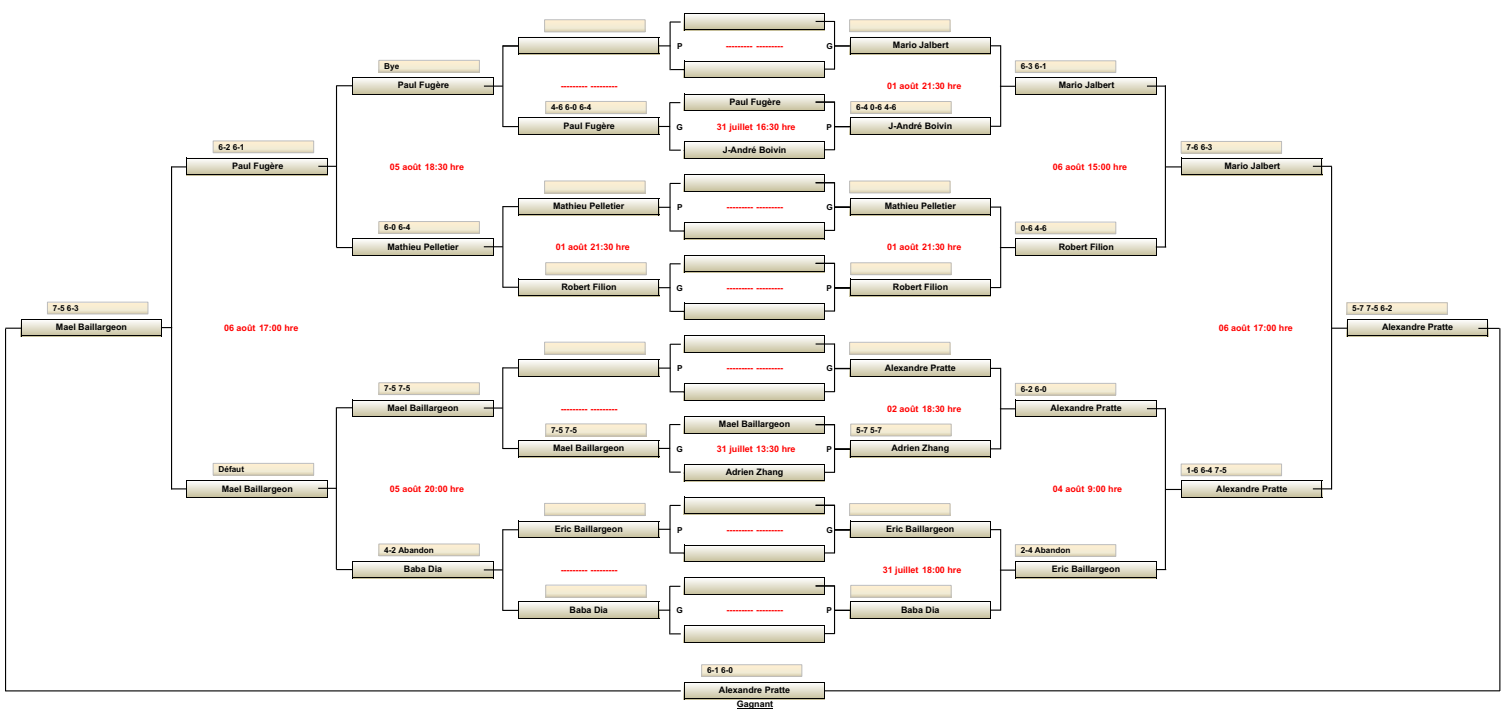 P --------- --------- G Mario Jalbert
Bye
6-3 6-1
Paul Fugère --------- --------- 01 août 21:30 hre Mario Jalbert
4-6 6-0 6-4 Paul Fugère 6-4 0-6 4-6
Paul Fugère G 31 juillet 16:30 hre P J-André Boivin
6-2 6-1 J-André Boivin 7-6 6-3
Paul Fugère 05 août 18:30 hre 06 août 15:00 hre Mario Jalbert
Mathieu Pelletier P --------- --------- G Mathieu Pelletier
6-0 6-4 0-6 4-6
Mathieu Pelletier 01 août 21:30 hre 01 août 21:30 hre Robert Filion
Robert Filion G --------- --------- P Robert Filion
7-5 6-3 5-7 7-5 6-2
Mael Baillargeon 06 août 17:00 hre 06 août 17:00 hre Alexandre Pratte
P --------- --------- G Alexandre Pratte
7-5 7-5 6-2 6-0
Mael Baillargeon --------- --------- 02 août 18:30 hre Alexandre Pratte
7-5 7-5 Mael Baillargeon 5-7 5-7
Mael Baillargeon G 31 juillet 13:30 hre P Adrien Zhang
Défaut Adrien Zhang 1-6 6-4 7-5
Mael Baillargeon 05 août 20:00 hre 04 août 9:00 hre Alexandre Pratte
Eric Baillargeon P --------- --------- G Eric Baillargeon
4-2 Abandon 2-4 Abandon
Baba Dia --------- --------- 31 juillet 18:00 hre Eric Baillargeon
Baba Dia G --------- --------- P Baba Dia
6-1 6-0
Alexandre Pratte
Gagnant